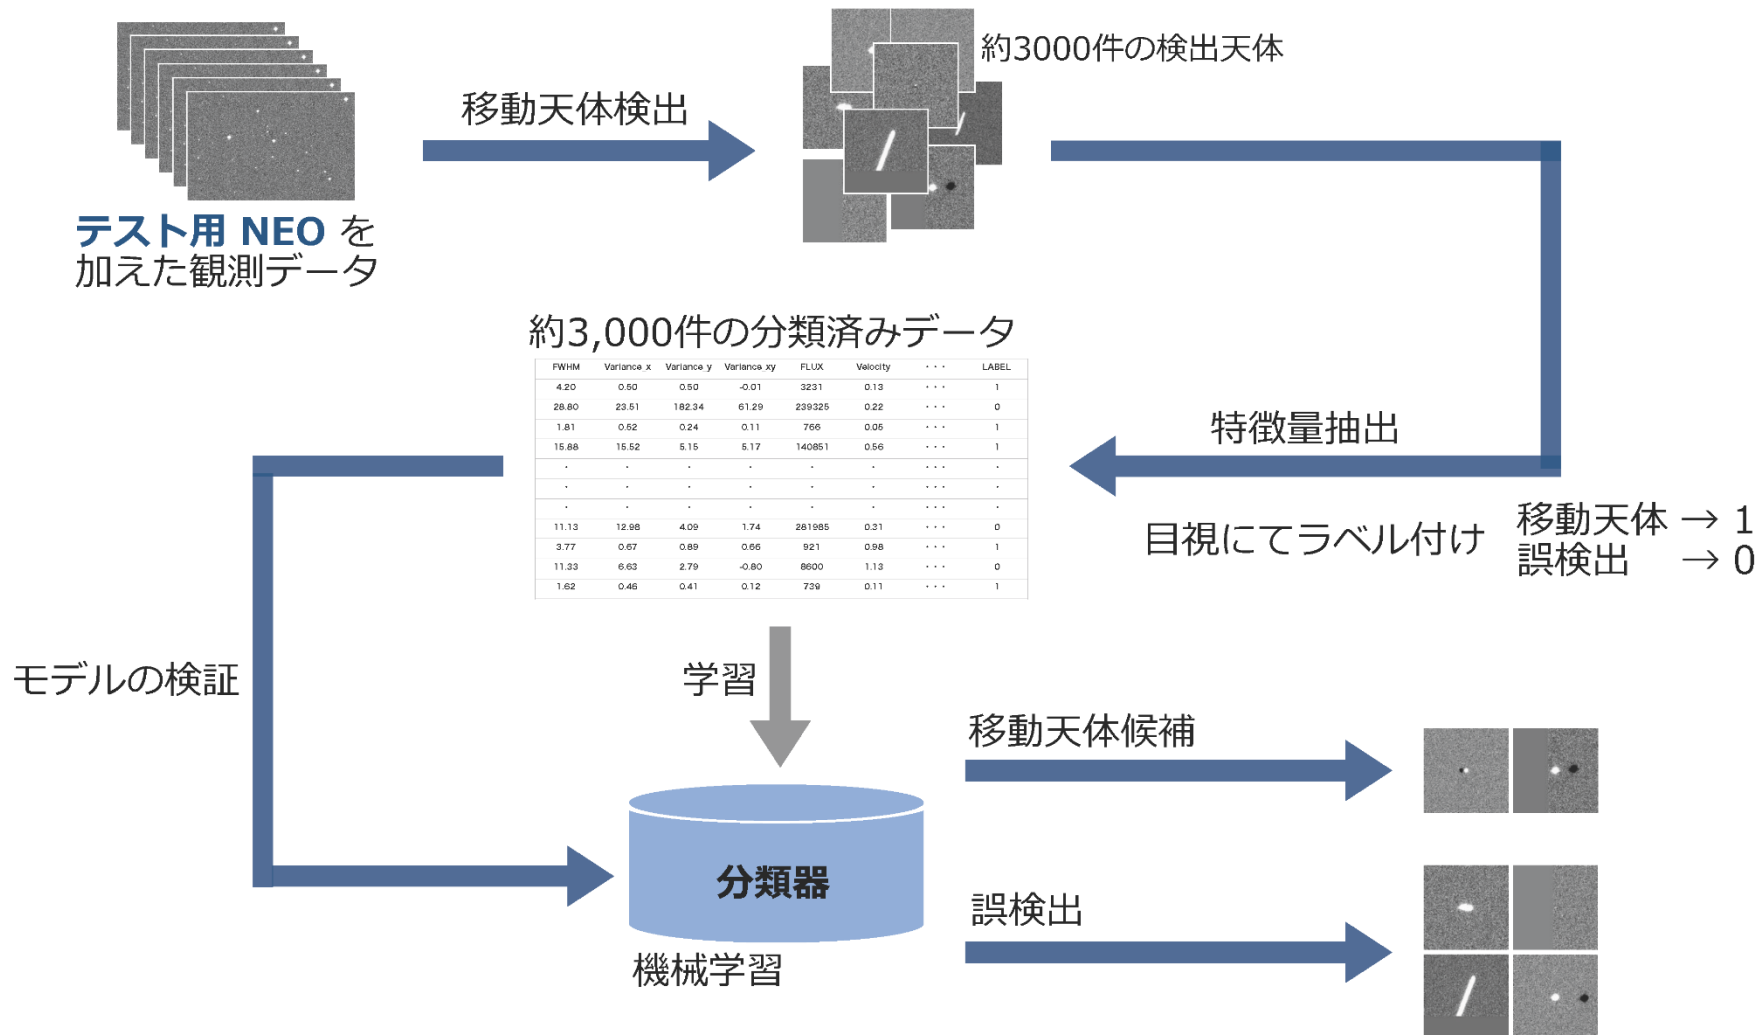 約3000件の検出天体
移動天体検出
テスト用 NEO を
加えた観測データ
約3,000件の分類済みデータ
FWHM Variance_x Variance_y Variance_xy FLUX Velocity ・・・ LABEL
4.20 0.50 0.50 -0.01 3231 0.13 ・・・ 1
28.80 23.51 182.34 61.29 239325 0.22 ・・・ 0
1.81 0.52 0.24 0.11 766 0.05 ・・・ 1
15.88 15.52 5.15 5.17 140851 0.56 ・・・ 1
・ ・ ・ ・ ・ ・ ・・・ ・
・ ・ ・ ・ ・ ・ ・・・ ・
・ ・ ・ ・ ・ ・ ・・・ ・
11.13 12.98 4.09 1.74 281985 0.31 ・・・ 0
3.77 0.67 0.89 0.66 921 0.98 ・・・ 1
11.33 6.63 2.79 -0.80 8600 1.13 ・・・ 0
1.62 0.46 0.41 0.12 739 0.11 ・・・ 1
特徴量抽出
目視にてラベル付け
移動天体 → 1
誤検出 → 0
モデルの検証
学習
移動天体候補
分類器
誤検出
機械学習